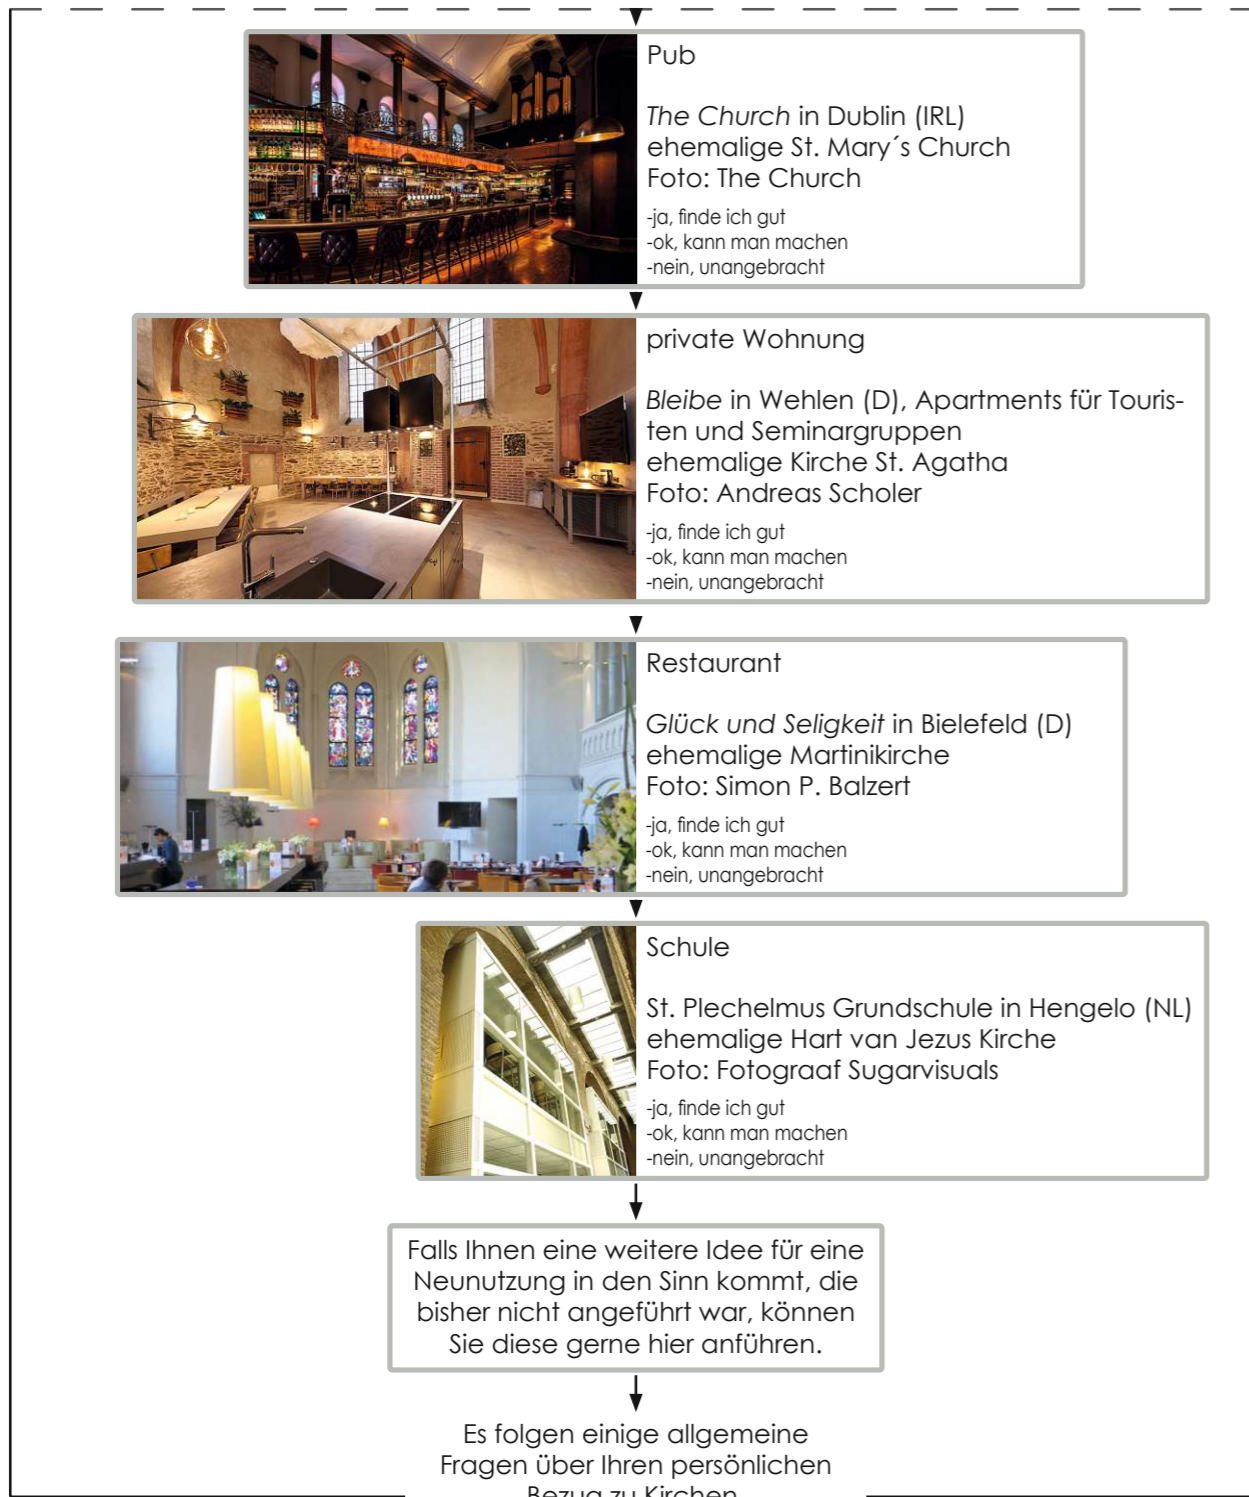 Pub
The Church in Dublin (IRL)
ehemalige St. Mary´s Church
Foto: The Church
-ja, finde ich gut
-ok, kann man machen
-nein, unangebracht
private Wohnung
Bleibe in Wehlen (D), Apartments für Touris-
ten und Seminargruppen
ehemalige Kirche St. Agatha
Foto: Andreas Scholer
-ja, finde ich gut
-ok, kann man machen
-nein, unangebracht
Restaurant
Glück und Seligkeit in Bielefeld (D)
ehemalige Martinikirche
Foto: Simon P. Balzert
-ja, finde ich gut
-ok, kann man machen
-nein, unangebracht
Schule
St. Plechelmus Grundschule in Hengelo (NL)
ehemalige Hart van Jezus Kirche
Foto: Fotograaf Sugarvisuals
-ja, finde ich gut
-ok, kann man machen
-nein, unangebracht
Falls Ihnen eine weitere Idee für eine
Neunutzung in den Sinn kommt, die
bisher nicht angeführt war, können
Sie diese gerne hier anführen.
Es folgen einige allgemeine
Fragen über Ihren persönlichen
Bezug zu Kirchen